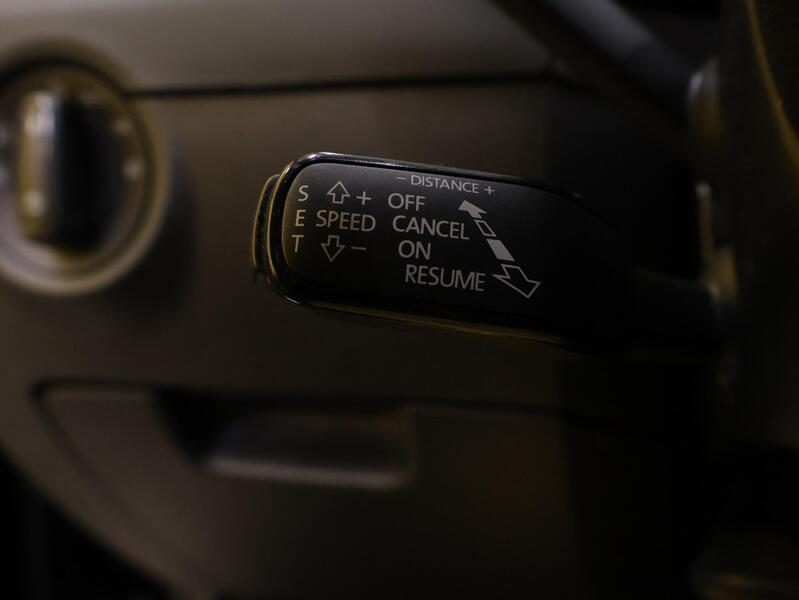 - DISTANCE +
S
E
T
+ OFF
SPEED CANCEL
- ON
RESUME